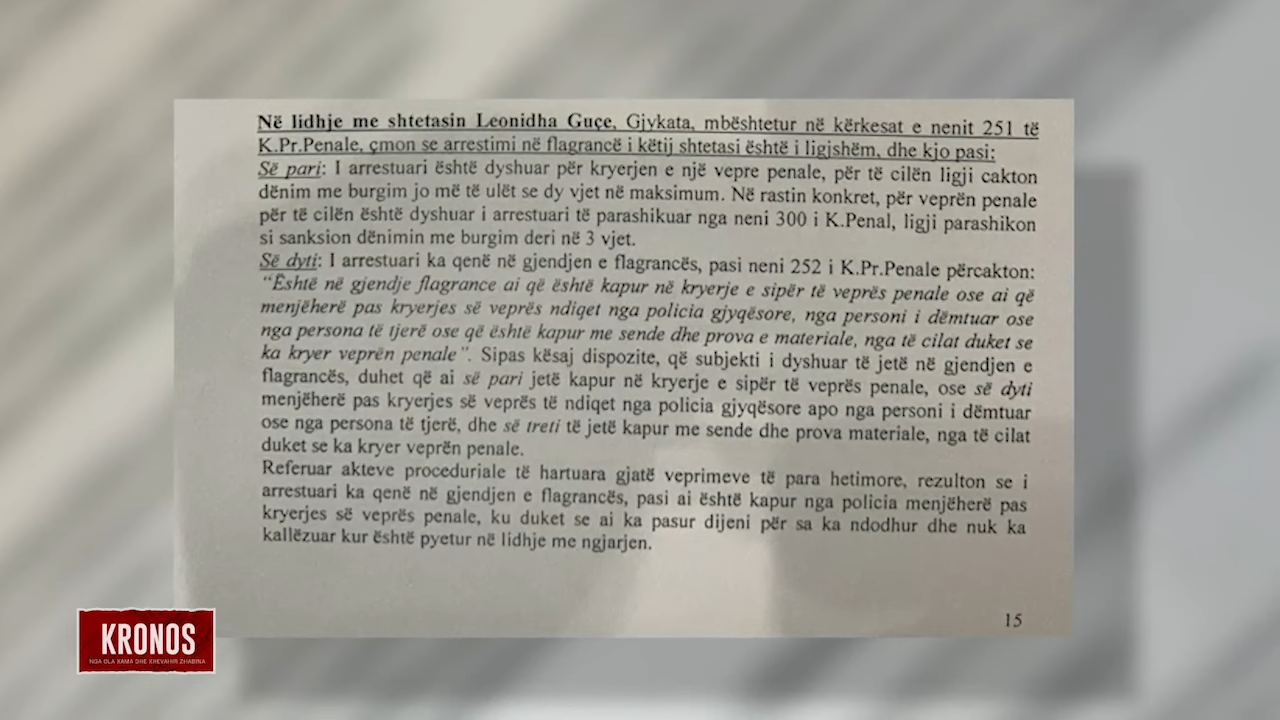 Në lidhje me shtetasin Leonidha Guçe, Gjykata, mbështetur në kërkesat e nenit 251 të
K.Pr.Penale, çmon se arrestimi në flagrancë i këtij shtetasi është i ligjshëm, dhe kjo pasi:
Së pari: I arrestuari është dyshuar për kryerjen e një vepre penale, për të cilën ligji cakton
dënim me burgim jo më të ulët se dy vjet në maksimum. Në rastin konkret, për veprën penale
për të cilën është dyshuar i arrestuari të parashikuar nga neni 300 i K.Penal, ligji parashikon
si sanksion dënimin me burgim deri në 3 vjet.
Së dyti: I arrestuari ka qenë në gjendjen e flagrancës, pasi neni 252 i K.Pr.Penale përcakton:
“Është në gjendje flagrance ai që është kapur në kryerje e sipër të veprës penale ose ai që
menjëherë pas kryerjes së veprës ndiqet nga policia gjyqësore, nga personi i dëmtuar ose
nga persona të tjerë ose që është kapur me sende dhe prova e materiale, nga të cilat duket se
ka kryer veprën penale”. Sipas kësaj dispozite, që subjekti i dyshuar të jetë në gjendjen e
flagrancës, duhet që ai së pari jetë kapur në kryerje e sipër të veprës penale, ose së dyti
menjëherë pas kryerjes së veprës të ndiqet nga policia gjyqësore apo nga personi i dëmtuar
ose nga persona të tjerë, dhe së treti të jetë kapur me sende dhe prova materiale, nga të cilat
duket se ka kryer veprën penale.
Referuar akteve proceduriale të hartuara gjatë veprimeve të para hetimore, rezulton se i
arrestuari ka qenë në gjendjen e flagrancës, pasi ai është kapur nga policia menjëherë pas
kryerjes së veprës penale, ku duket se ai ka pasur dijeni për sa ka ndodhur dhe nuk ka
kallëzuar kur është pyetur në lidhje me ngjarjen.
15
KRONOS
NGA OLA XAMA DHE XHEVAHIR ZHABINA